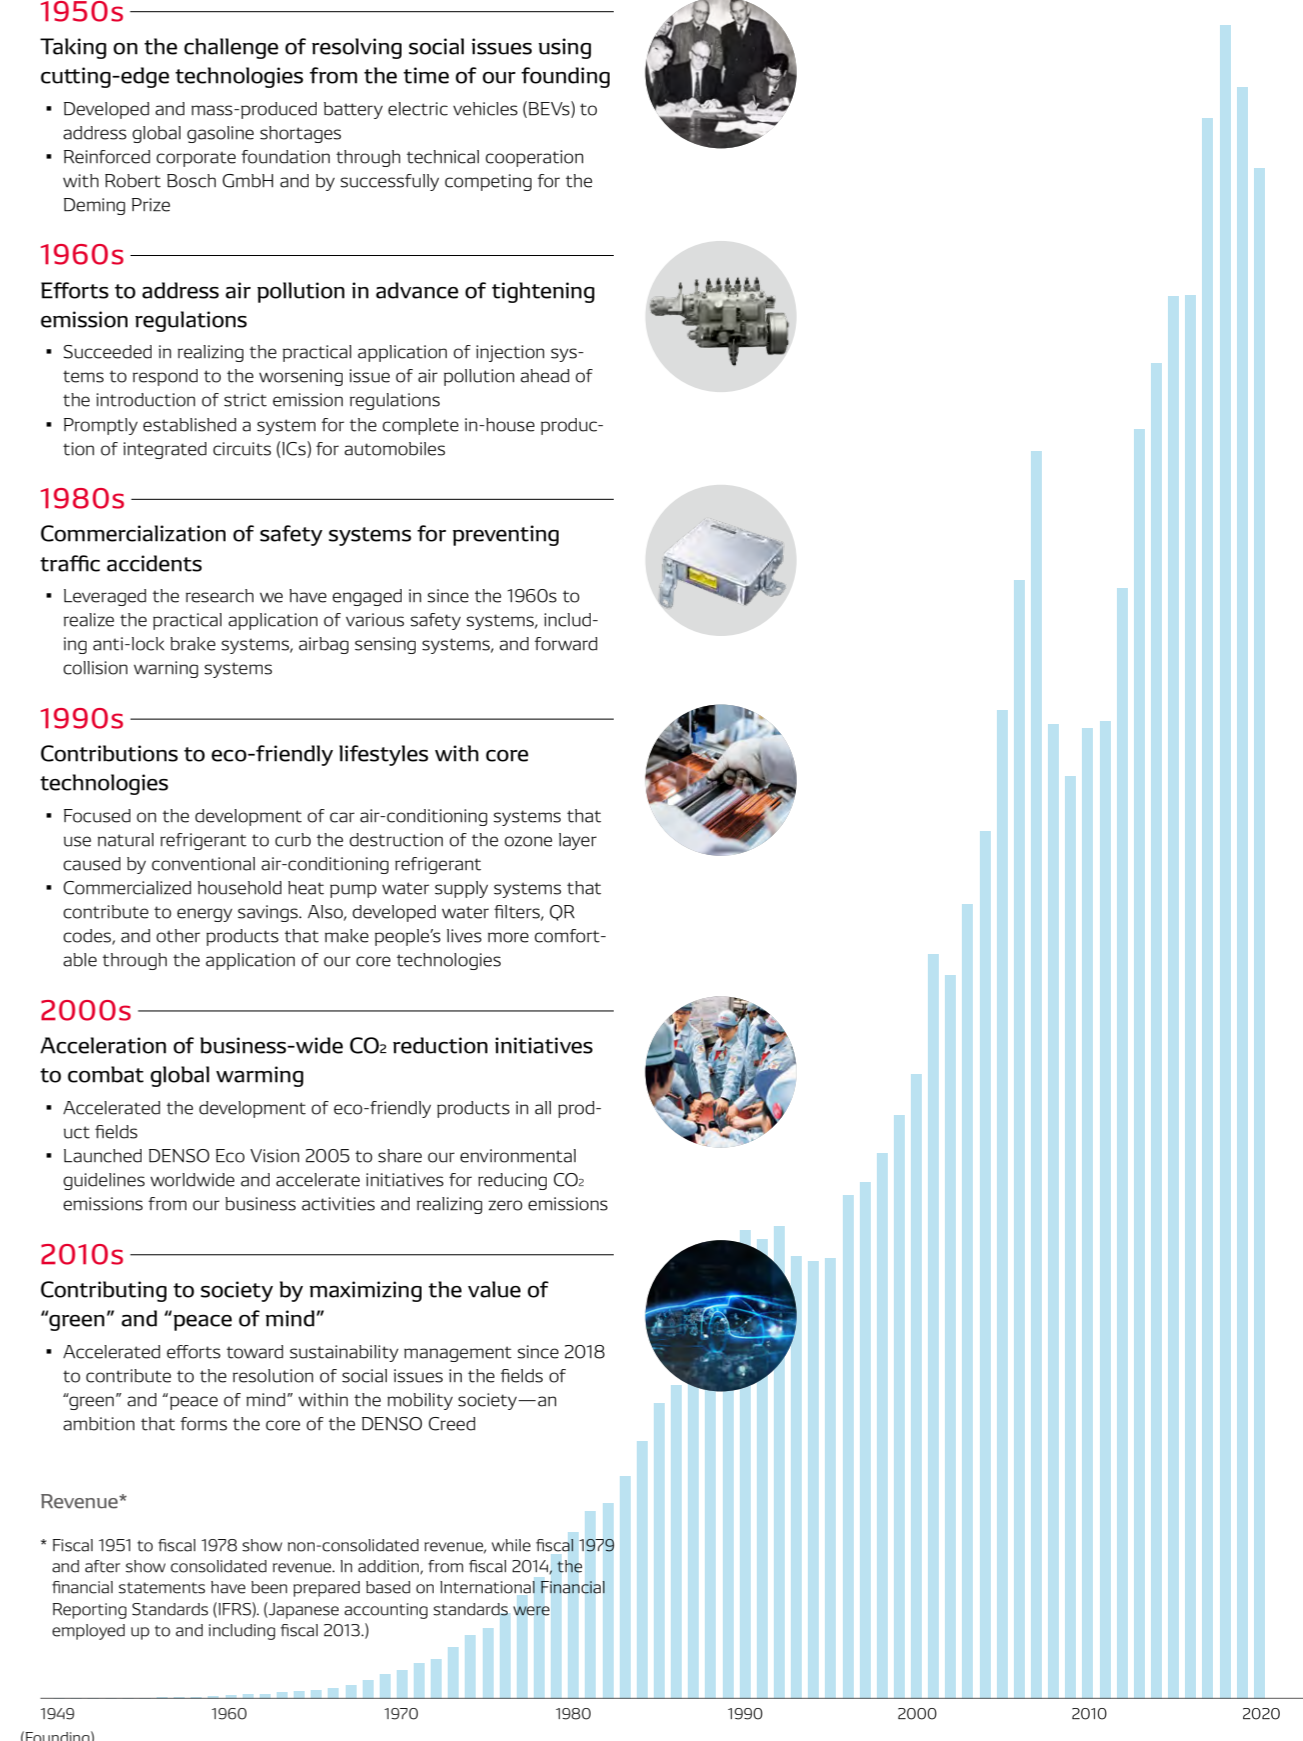 1950s
Taking on the challenge of resolving social issues using
cutting-edge technologies from the time of our founding
▪ Developed and mass-produced battery electric vehicles (BEVs) to
address global gasoline shortages
▪ Reinforced corporate foundation through technical cooperation
with Robert Bosch GmbH and by successfully competing for the
Deming Prize
1960s
Efforts to address air pollution in advance of tightening
emission regulations
▪ Succeeded in realizing the practical application of injection sys-
tems to respond to the worsening issue of air pollution ahead of
the introduction of strict emission regulations
▪ Promptly established a system for the complete in-house produc-
tion of integrated circuits (ICs) for automobiles
1980s
Commercialization of safety systems for preventing
traffic accidents
▪ Leveraged the research we have engaged in since the 1960s to
realize the practical application of various safety systems, includ-
ing anti-lock brake systems, airbag sensing systems, and forward
collision warning systems
1990s
Contributions to eco-friendly lifestyles with core
technologies
▪ Focused on the development of car air-conditioning systems that
use natural refrigerant to curb the destruction of the ozone layer
caused by conventional air-conditioning refrigerant
▪ Commercialized household heat pump water supply systems that
contribute to energy savings. Also, developed water filters, QR
codes, and other products that make people's lives more comfort-
able through the application of our core technologies
2000s
Acceleration of business-wide CO₂ reduction initiatives
to combat global warming
▪ Accelerated the development of eco-friendly products in all prod-
uct fields
▪ Launched DENSO Eco Vision 2005 to share our environmental
guidelines worldwide and accelerate initiatives for reducing CO₂
emissions from our business activities and realizing zero emissions
2010s
Contributing to society by maximizing the value of
“green” and “peace of mind”
▪ Accelerated efforts toward sustainability management since 2018
to contribute to the resolution of social issues in the fields of
“green” and “peace of mind” within the mobility society—an
ambition that forms the core of the DENSO Creed
Revenue*
* Fiscal 1951 to fiscal 1978 show non-consolidated revenue, while fiscal 1979
and after show consolidated revenue. In addition, from fiscal 2014, the
financial statements have been prepared based on International Financial
Reporting Standards (IFRS). (Japanese accounting standards were
employed up to and including fiscal 2013.)
1949 1960 1970 1980 1990 2000 2010 2020
(Founding)